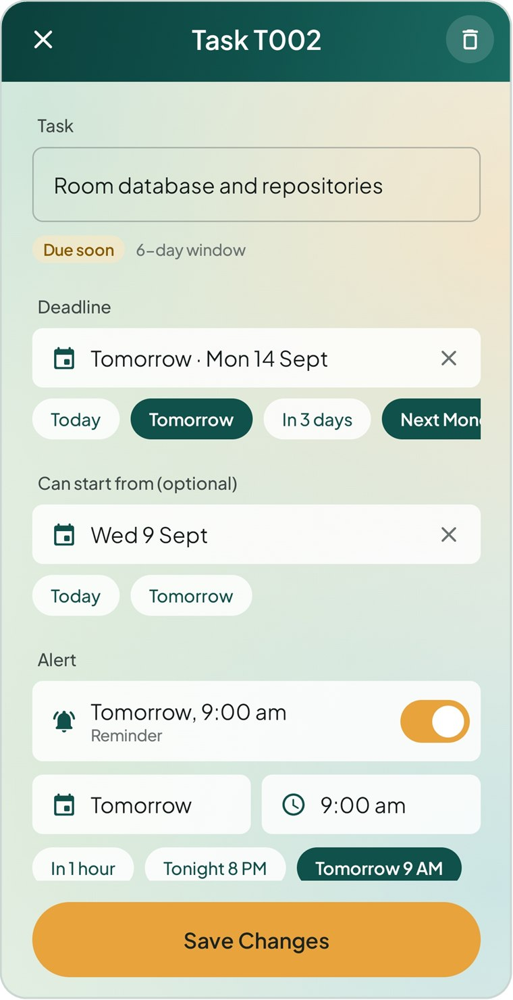 Task T002
Task
Room database and repositories
Due soon 6-day window
Deadline
Tomorrow · Mon 14 Sept
Today Tomorrow In 3 days Next
Can start from (optional)
Wed 9 Sept
Today Tomorrow
Alert
Tomorrow, 9:00 am
Reminder
Tomorrow 9:00 am
In 1 hour Tonight 8 PM Tomorrow 9 AM
Save Changes